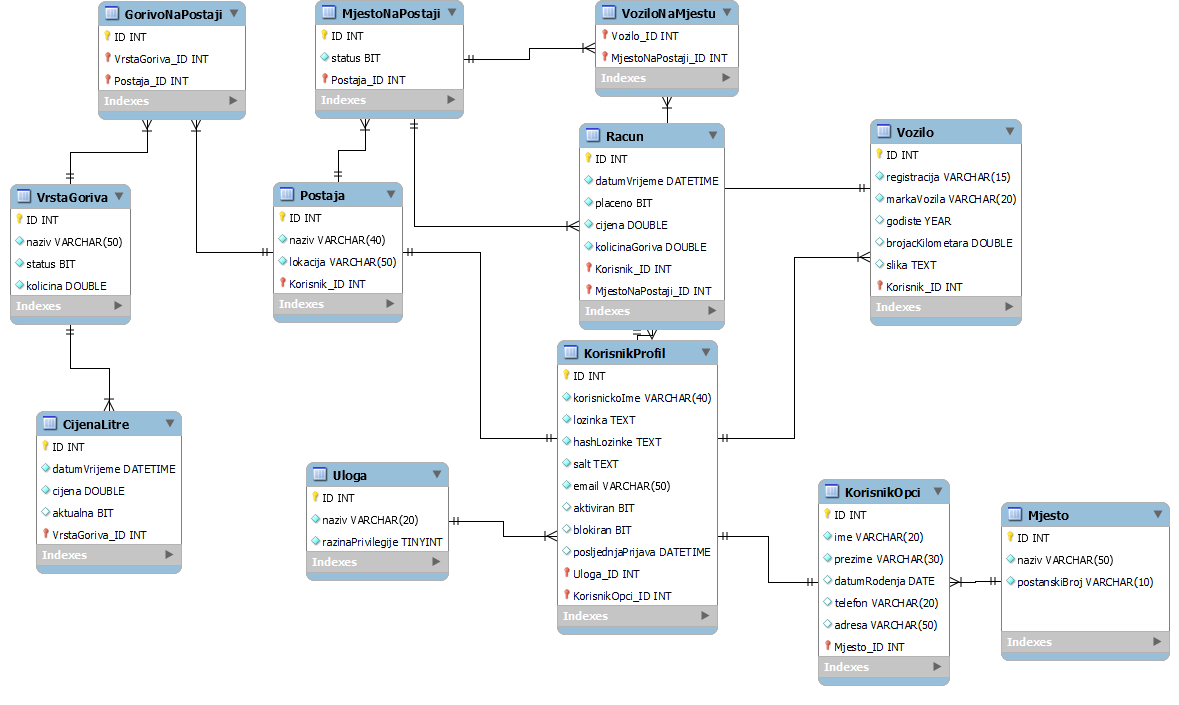 GorivoNaPostaji
ID INT
VrstaGoriva_ID INT
Postaja_ID INT
Indexes
MjestoNaPostaji
ID INT
status BIT
Postaja_ID INT
Indexes
VoziloNaMjestu
Vozilo_ID INT
MjestoNaPostaji_ID INT
Indexes
Racun
ID INT
datumVrijeme DATETIME
placeno BIT
cijena DOUBLE
kolicinaGoriva DOUBLE
Korisnik_ID INT
MjestoNaPostaji_ID INT
Indexes
Vozilo
ID INT
registracija VARCHAR(15)
markaVozila VARCHAR(20)
godiste YEAR
brojacKilometara DOUBLE
slika TEXT
Korisnik_ID INT
Indexes
VrstaGoriva
ID INT
naziv VARCHAR(50)
status BIT
kolicina DOUBLE
Indexes
Postaja
ID INT
naziv VARCHAR(40)
lokacija VARCHAR(50)
Korisnik_ID INT
Indexes
KorisnikProfil
ID INT
korisnickoIme VARCHAR(40)
lozinka TEXT
hashLozinke TEXT
salt TEXT
email VARCHAR(50)
aktiviran BIT
blokiran BIT
posljednjaPrijava DATETIME
Uloga_ID INT
KorisnikOpci_ID INT
Indexes
CijenaLitre
ID INT
datumVrijeme DATETIME
cijena DOUBLE
aktualna BIT
VrstaGoriva_ID INT
Indexes
Uloga
ID INT
naziv VARCHAR(20)
razinaPrivilegije TINYINT
Indexes
KorisnikOpci
ID INT
ime VARCHAR(20)
prezime VARCHAR(30)
datumRodenja DATE
telefon VARCHAR(20)
adresa VARCHAR(50)
Mjesto_ID INT
Indexes
Mjesto
ID INT
naziv VARCHAR(50)
postanskiBroj VARCHAR(10)
Indexes